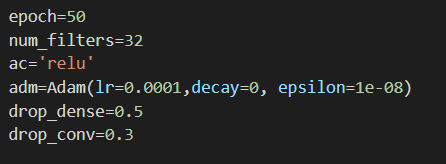 epoch=50
num_filters=32
ac='relu'
adm=Adam(lr=0.0001,decay=0, epsilon=1e-08)
drop_dense=0.5
drop_conv=0.3